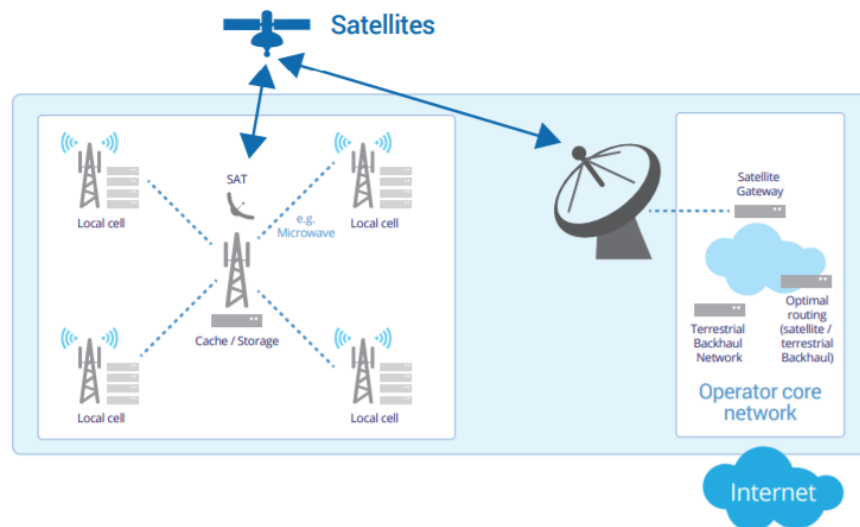 Satellites
SAT
Local cell
Local cell
e.g.
Microwave
Cache / Storage
Local cell
Local cell
Satellite
Gateway
Terrestrial
Backhaul
Network
Optimal
routing
(satellite /
terrestrial
Backhaul)
Operator core
network
Internet